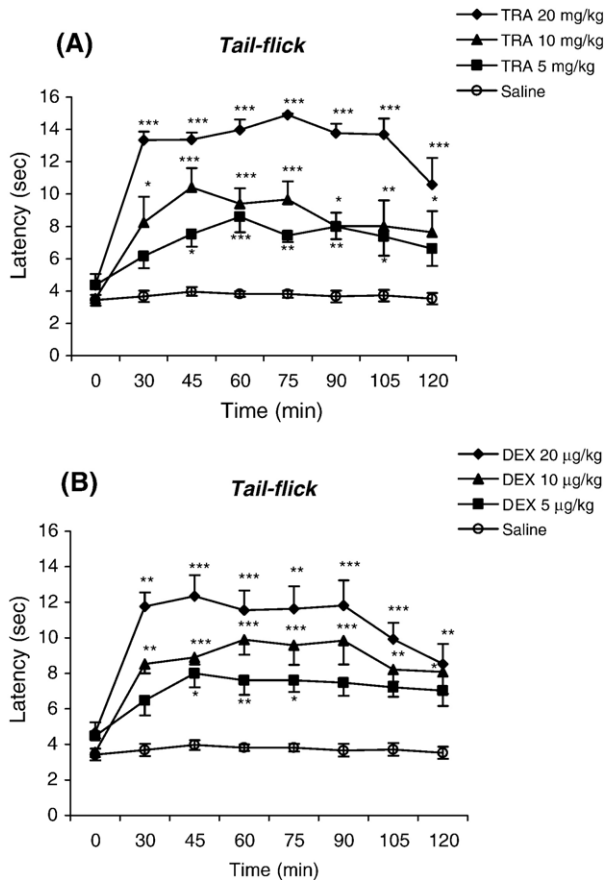 (A)
Tail-flick
TRA 20 mg/kg
TRA 10 mg/kg
TRA 5 mg/kg
Saline
Latency (sec)
16
14
12
10
8
6
4
2
0
*** *** *** *** *** *** ***
* *** *** *** * ** *
* *** ** ** *
0 30 45 60 75 90 105 120
Time (min)
(B)
Tail-flick
DEX 20 µg/kg
DEX 10 µg/kg
DEX 5 µg/kg
Saline
Latency (sec)
16
14
12
10
8
6
4
2
0
** *** *** ** *** *** **
** *** *** *** *** ** *
* ** *
0 30 45 60 75 90 105 120
Time (min)